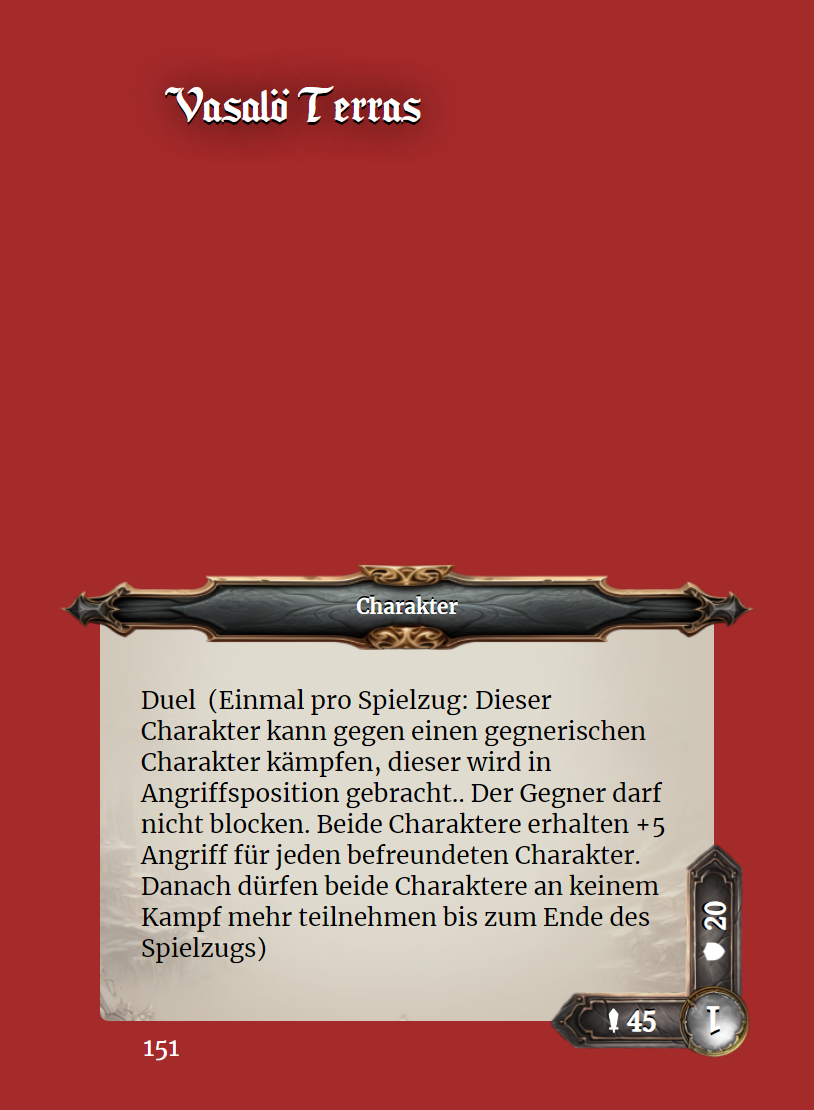 Vasalö Terras
Charakter
Duel (Einmal pro Spielzug: Dieser
Charakter kann gegen einen gegnerischen
Charakter kämpfen, dieser wird in
Angriffsposition gebracht.. Der Gegner darf
nicht blocken. Beide Charaktere erhalten +5
Angriff für jeden befreundeten Charakter.
Danach dürfen beide Charaktere an keinem
Kampf mehr teilnehmen bis zum Ende des
Spielzugs)
20
45
1
151